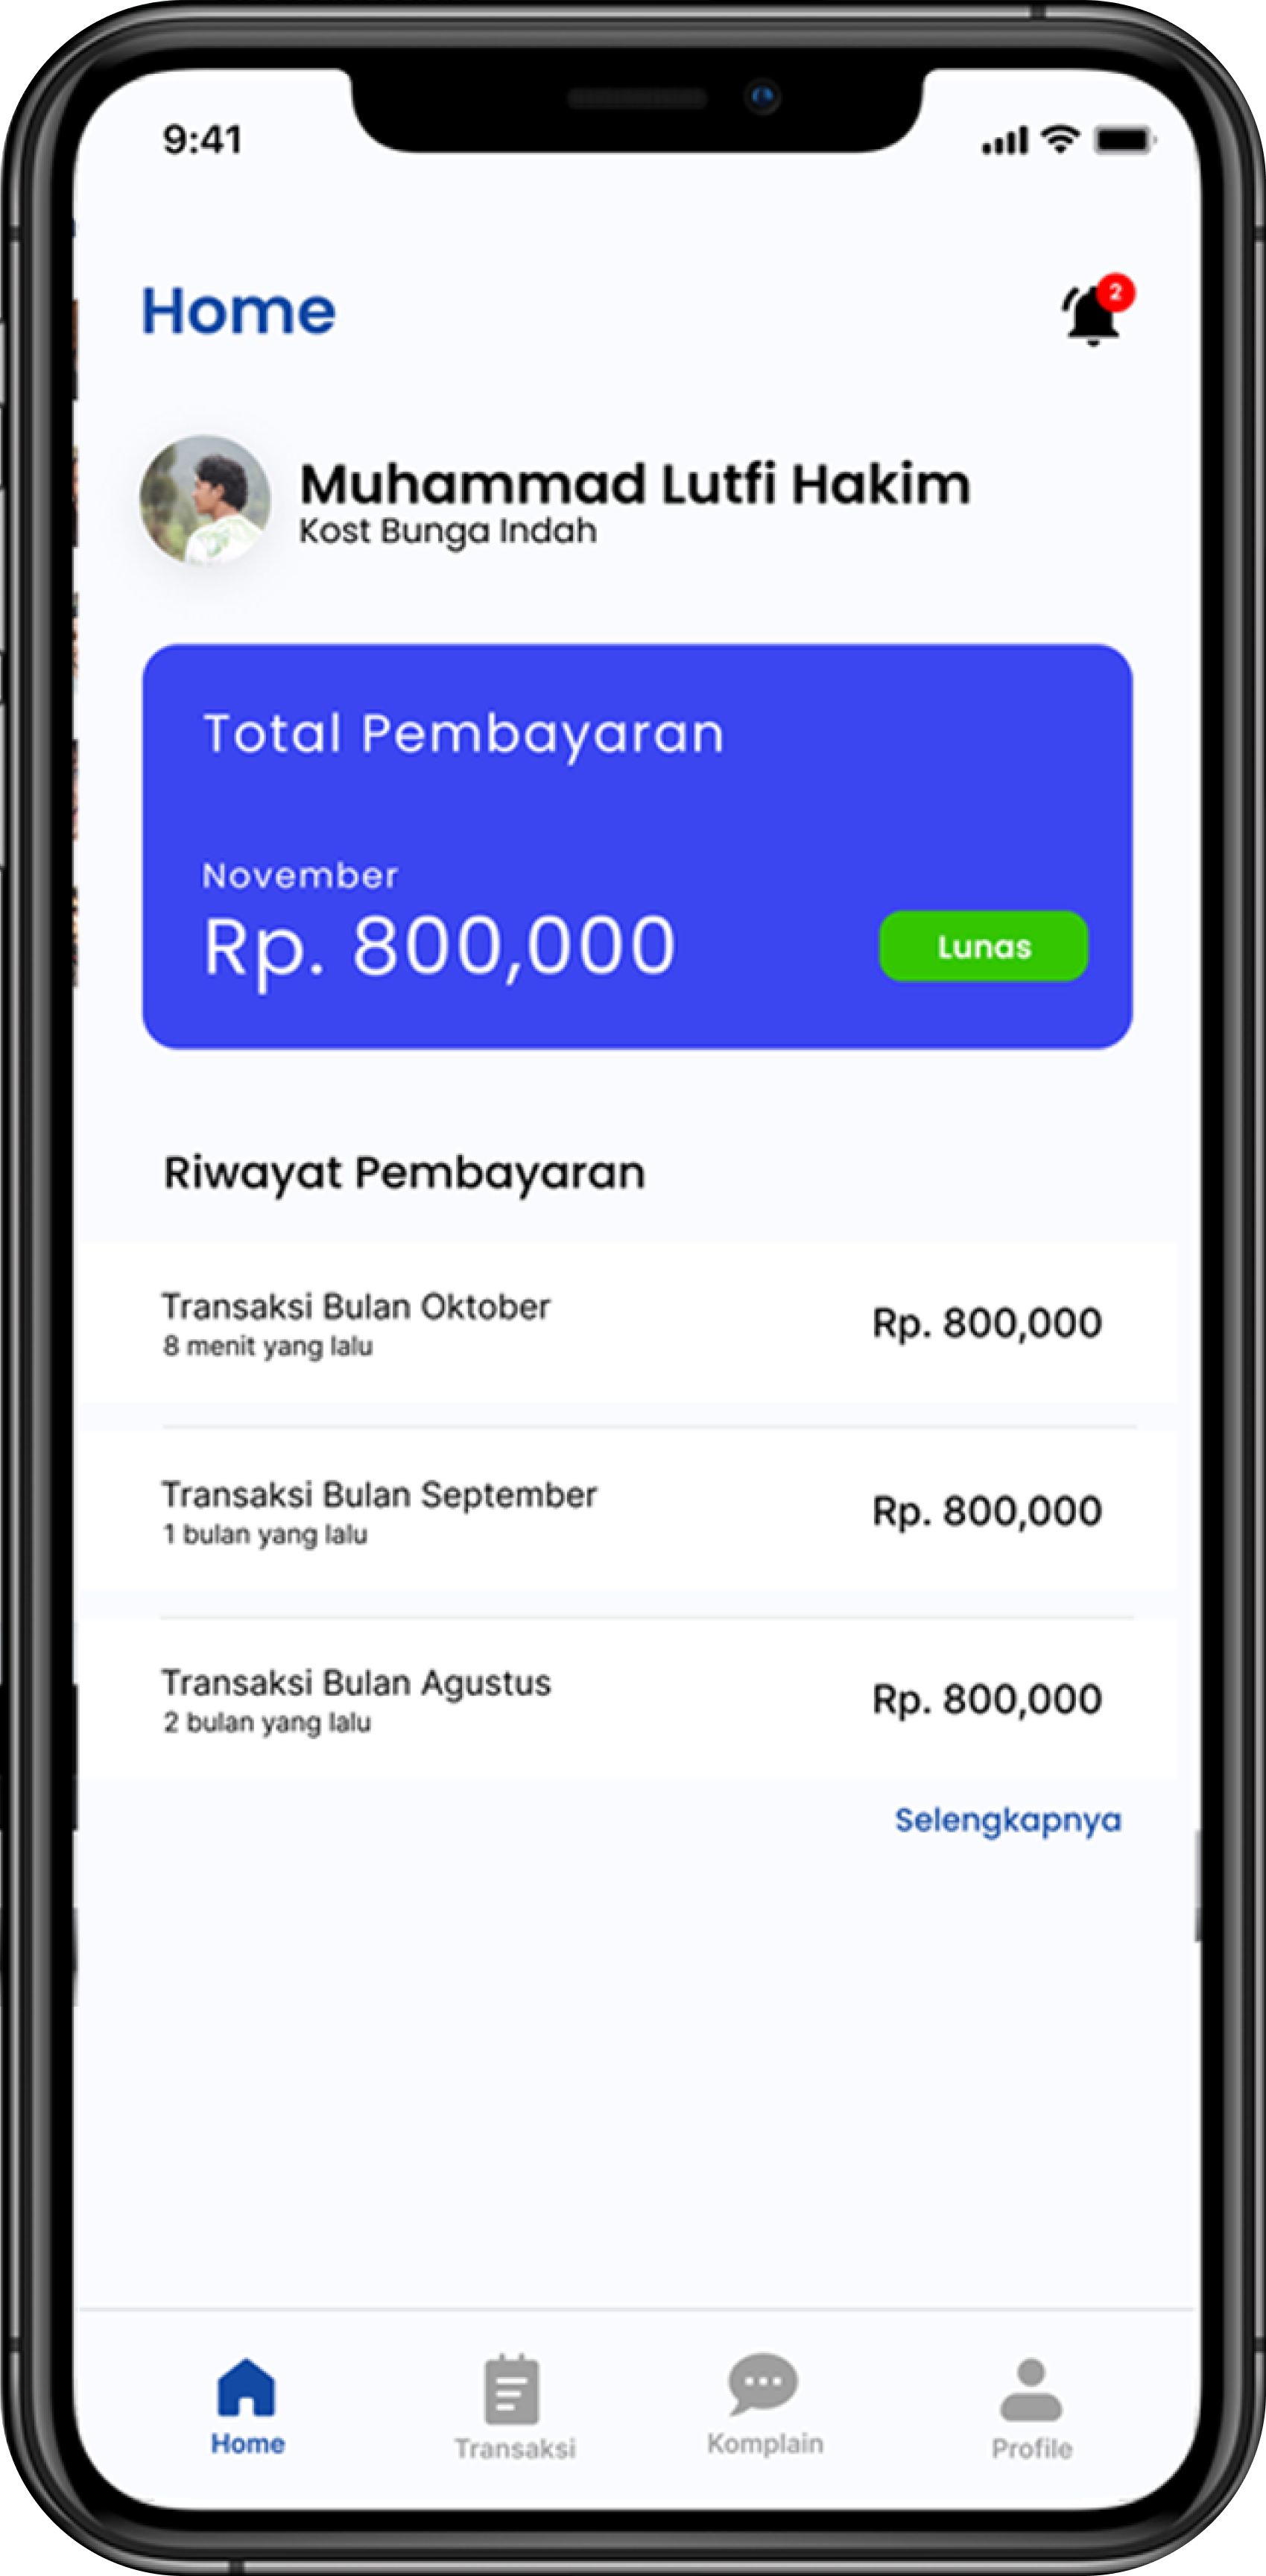 9:41
Home
2
Muhammad Lutfi Hakim
Kost Bunga Indah
Total Pembayaran
November
Rp. 800,000
Lunas
Riwayat Pembayaran
Transaksi Bulan Oktober
8 menit yang lalu
Rp. 800,000
Transaksi Bulan September
1 bulan yang lalu
Rp. 800,000
Transaksi Bulan Agustus
2 bulan yang lalu
Rp. 800,000
Selengkapnya
Home
Transaksi
Komplain
Profile